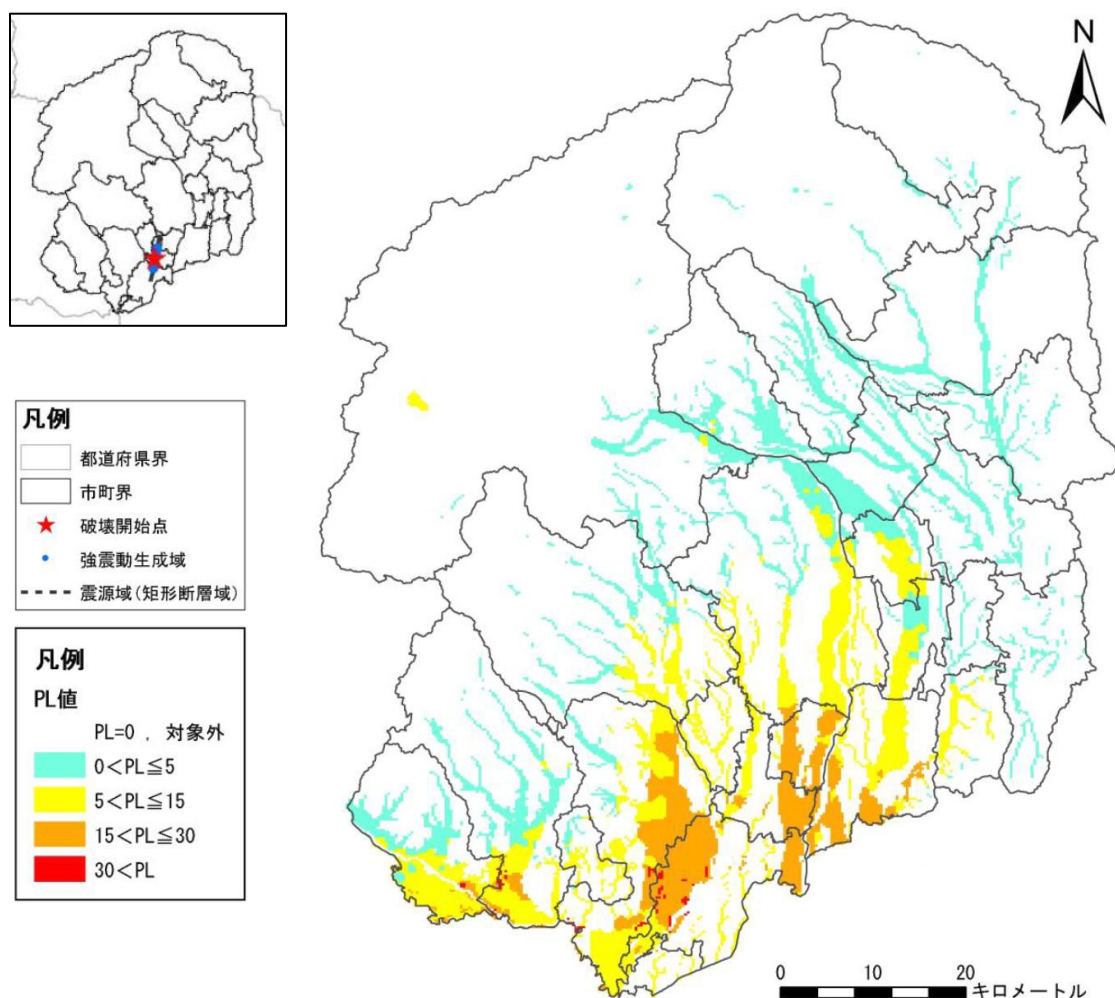 N
凡例
都道府県界
市町界
破壊開始点
強震動生成域
震源域(矩形断層域)
凡例
PL値
PL=0 , 対象外
0<PL≦5
5<PL≦15
15<PL≦30
30<PL
0 10 20
キロメートル